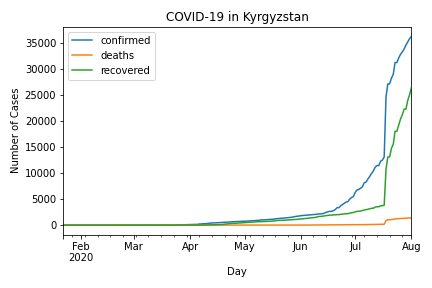 COVID-19 in Kyrgyzstan
confirmed
deaths
recovered
Number of Cases
35000
30000
25000
20000
15000
10000
5000
0
Feb Mar Apr May Jun Jul Aug
2020
Day